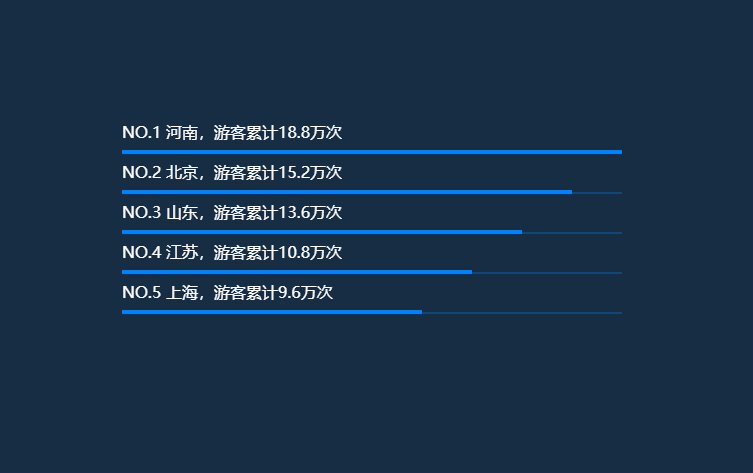 NO.1 河南，游客累计18.8万次
NO.2 北京，游客累计15.2万次
NO.3 山东，游客累计13.6万次
NO.4 江苏，游客累计10.8万次
NO.5 上海，游客累计9.6万次